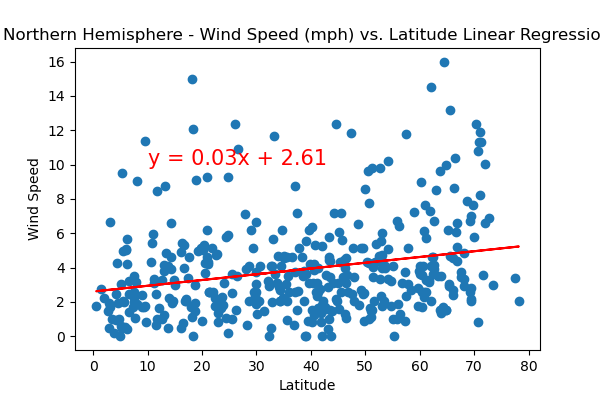 Northern Hemisphere - Wind Speed (mph) vs. Latitude Linear Regressio
16
14
12
10
8
6
4
2
0
Wind Speed
y = 0.03x + 2.61
0 10 20 30 40 50 60 70 80
Latitude